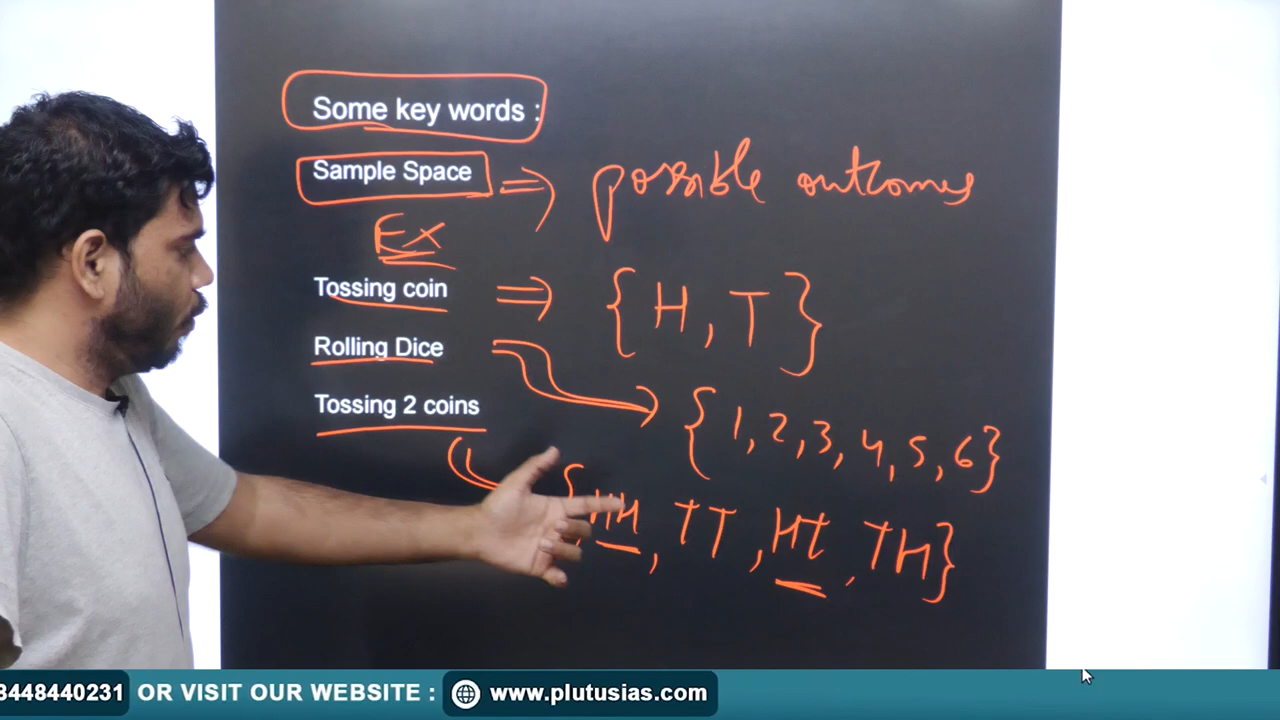 Some key words :
Sample Space ⇒ possible outcomes
Ex
Tossing coin ⇒ {H, T}
Rolling Dice → {1, 2, 3, 4, 5, 6}
Tossing 2 coins
{HH, TT, HT, TH}
8448440231 OR VISIT OUR WEBSITE : www.plutusias.com